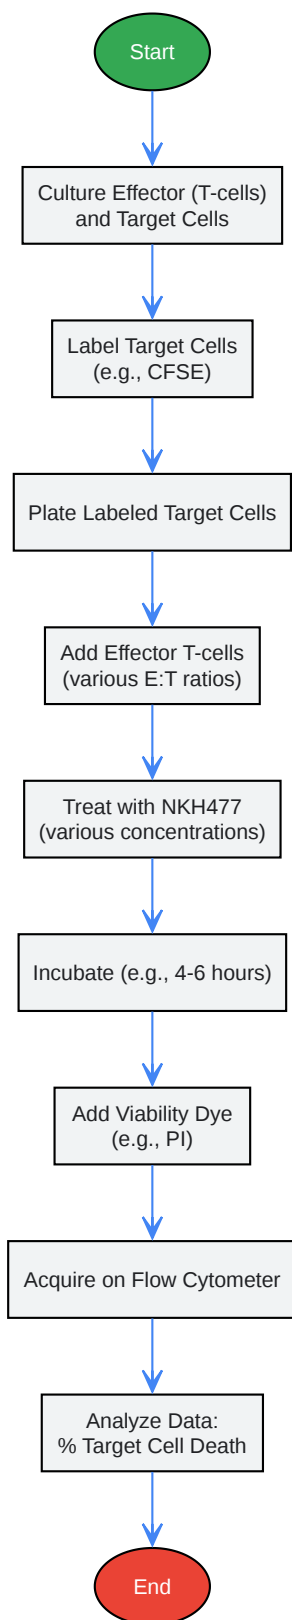 Start
Culture Effector (T-cells)
and Target Cells
Label Target Cells
(e.g., CFSE)
Plate Labeled Target Cells
Add Effector T-cells
(various E:T ratios)
Treat with NKH477
(various concentrations)
Incubate (e.g., 4-6 hours)
Add Viability Dye
(e.g., PI)
Acquire on Flow Cytometer
Analyze Data:
% Target Cell Death
End